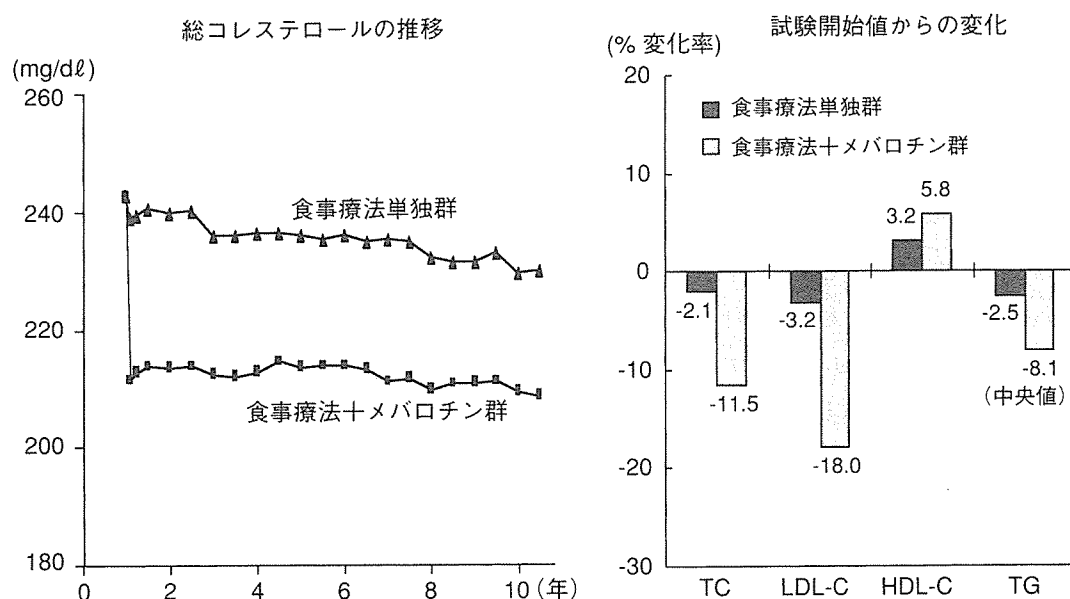 総コレステロールの推移
(mg/dℓ)
260
240
220
200
180
0
2
4
6
8
10 (年)
食事療法単独群
食事療法＋メバロチン群
試験開始値からの変化
(% 変化率)
20
10
0
-10
-20
-30
食事療法単独群
食事療法＋メバロチン群
-2.1
-11.5
-3.2
-18.0
3.2
5.8
-2.5
-8.1
(中央値)
TC
LDL-C
HDL-C
TG